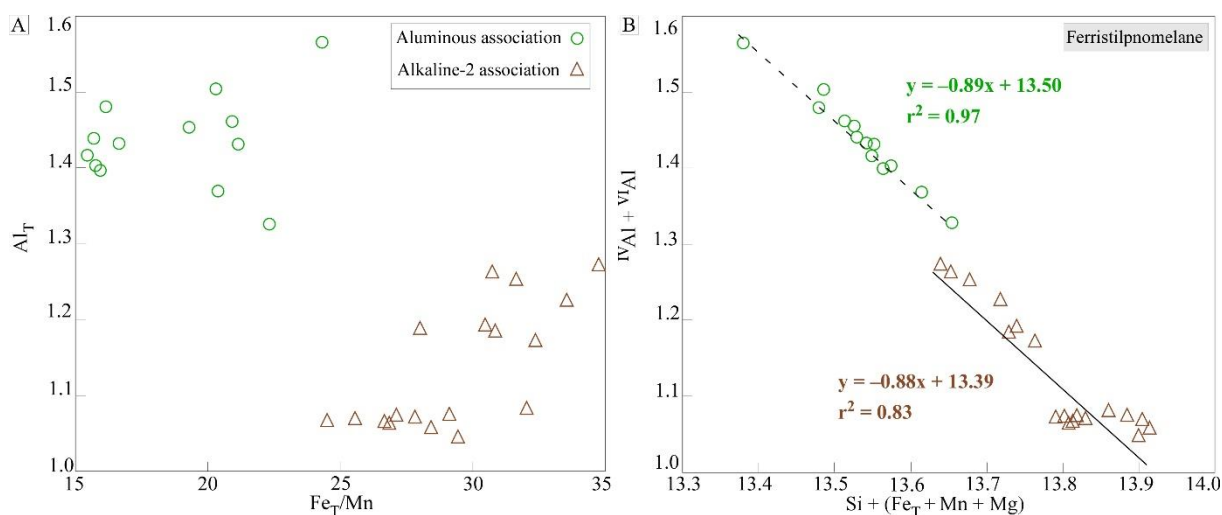 A
1.6
1.5
1.4
1.3
1.2
1.1
1.0
Al_T
15
20
25
30
35
Fe_T/Mn
Aluminous association
Alkaline-2 association
B
Ferristilpnomelane
1.6
1.5
1.4
1.3
1.2
1.1
1.0
^IVAl + ^VIAl
y = –0.89x + 13.50
r² = 0.97
y = –0.88x + 13.39
r² = 0.83
13.3
13.4
13.5
13.6
13.7
13.8
13.9
14.0
Si + (Fe_T + Mn + Mg)